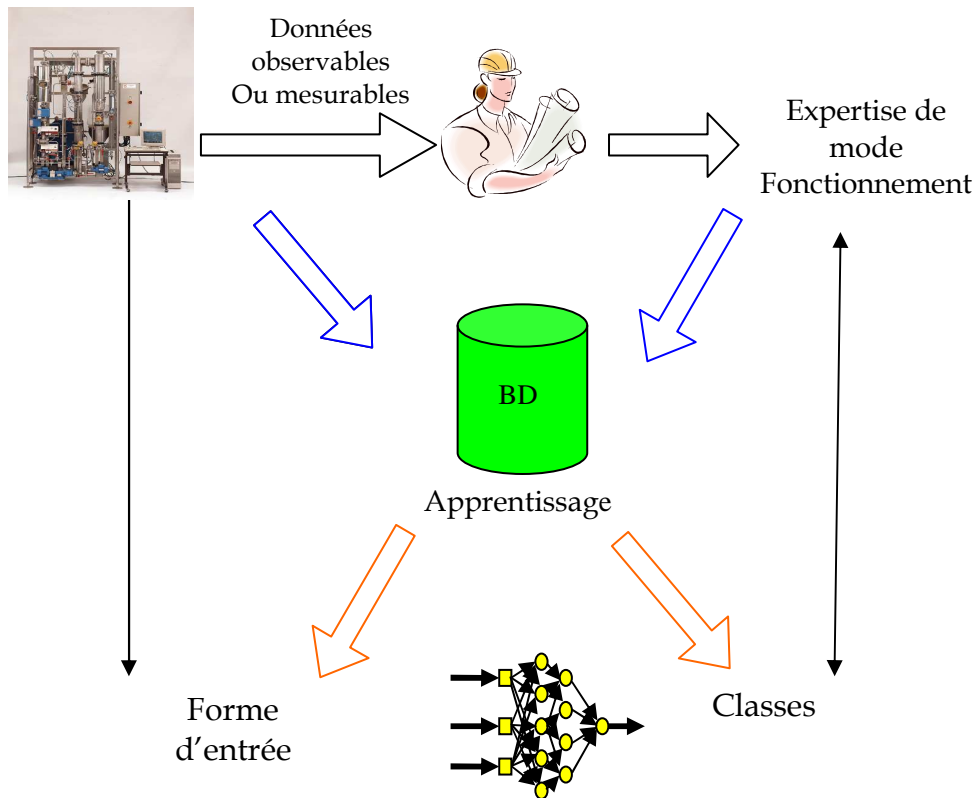 Données
observables
Ou mesurables
Expertise de
mode
Fonctionnement
BD
Apprentissage
Forme
d'entrée
Classes